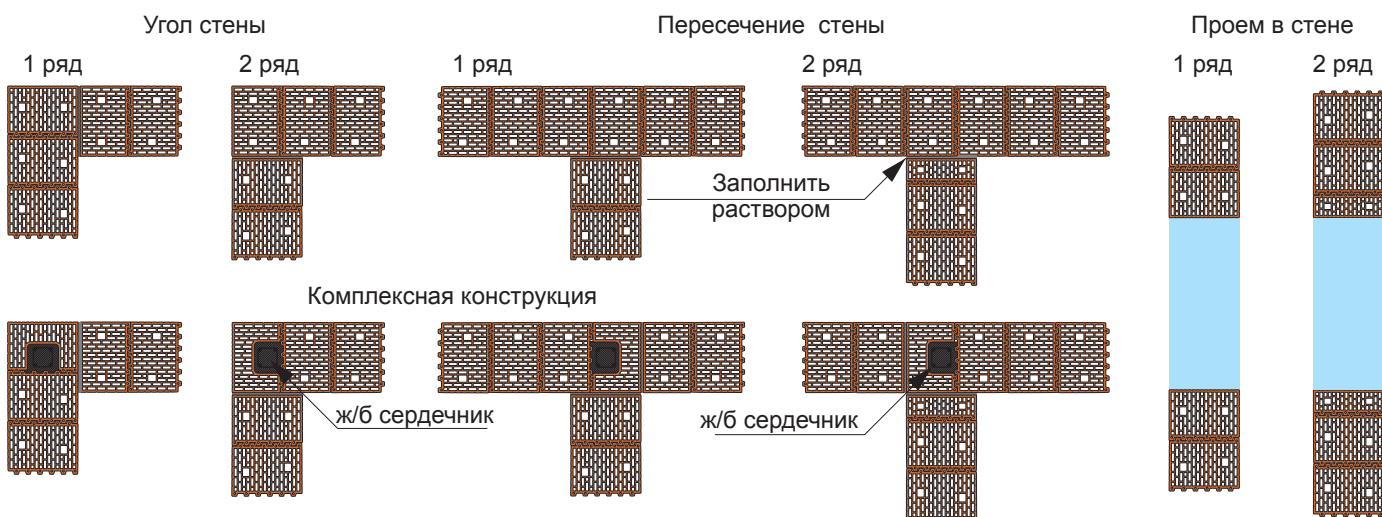 Угол стены
Пересечение стены
Проем в стене
1 ряд
2 ряд
1 ряд
2 ряд
1 ряд
2 ряд
Заполнить
раствором
Комплексная конструкция
ж/б сердечник
ж/б сердечник